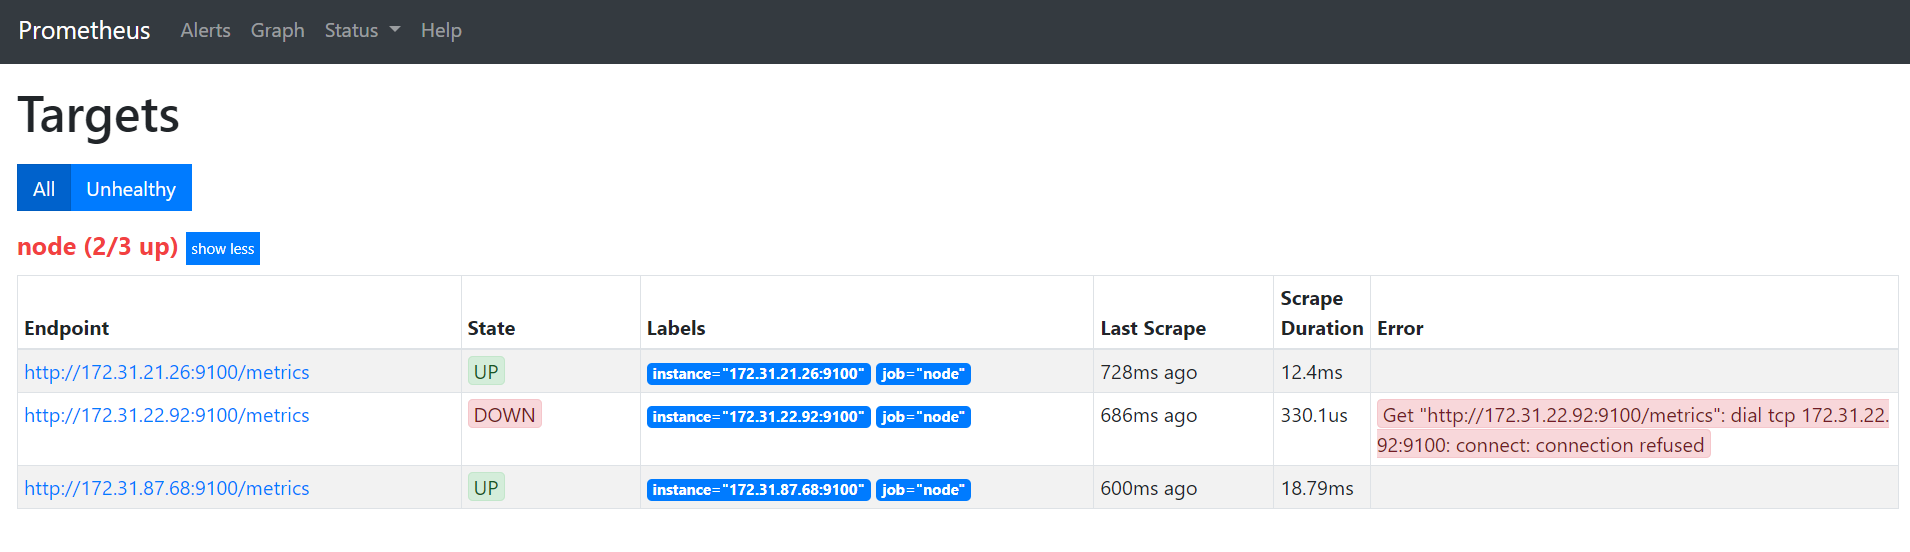 Prometheus Alerts Graph Status Help
Targets
All Unhealthy
node (2/3 up) show less
Scrape
Endpoint State Labels Last Scrape Duration Error
http://172.31.21.26:9100/metrics UP instance="172.31.21.26:9100" job="node" 728ms ago 12.4ms
http://172.31.22.92:9100/metrics DOWN instance="172.31.22.92:9100" job="node" 686ms ago 330.1us Get "http://172.31.22.92:9100/metrics": dial tcp 172.31.22.
92:9100: connect: connection refused
http://172.31.87.68:9100/metrics UP instance="172.31.87.68:9100" job="node" 600ms ago 18.79ms